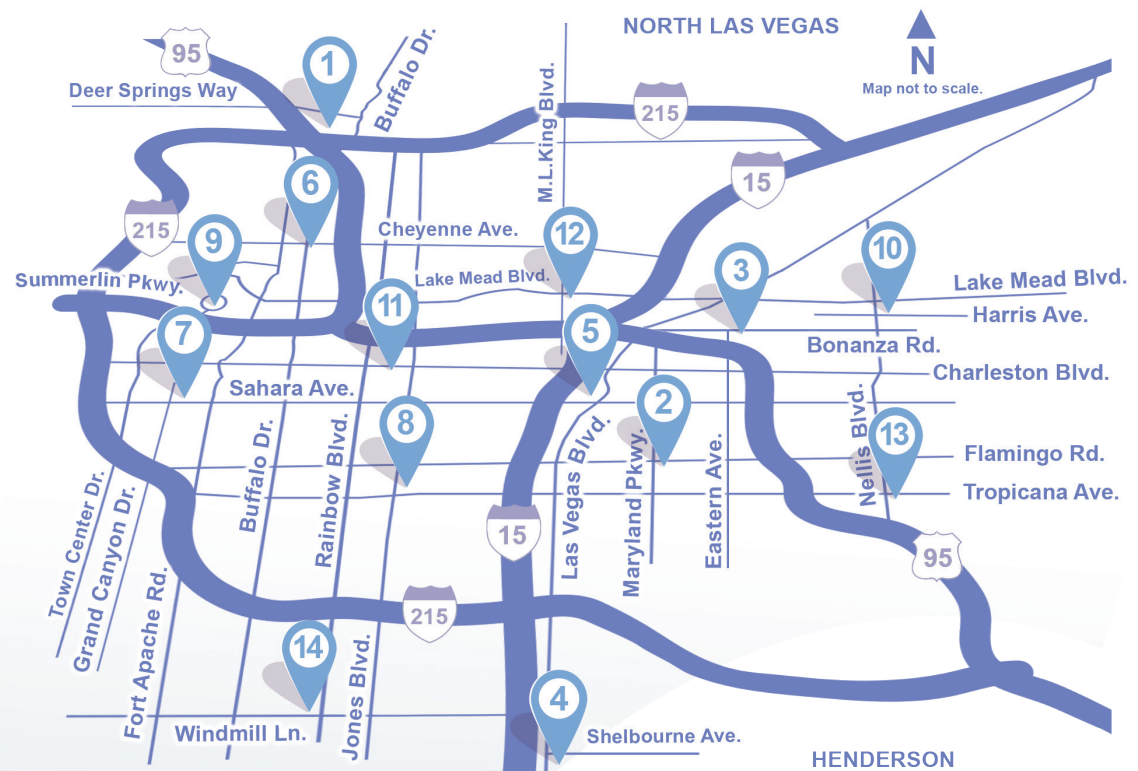 NORTH LAS VEGAS
95
1
Buffalo Dr.
N
Deer Springs Way
Map not to scale.
M.L.King Blvd.
215
15
6
215
9
Cheyenne Ave.
12
3
10
Summerlin Pkwy.
Lake Mead Blvd.
Lake Mead Blvd.
11
Harris Ave.
7
5
Bonanza Rd.
Charleston Blvd.
Sahara Ave.
8
2
13
Nellis Blvd.
Flamingo Rd.
Tropicana Ave.
Town Center Dr.
Grand Canyon Dr.
Fort Apache Rd.
Buffalo Dr.
Rainbow Blvd.
15
Las Vegas Blvd.
Maryland Pkwy.
Eastern Ave.
95
215
14
Jones Blvd.
4
Windmill Ln.
Shelbourne Ave.
HENDERSON